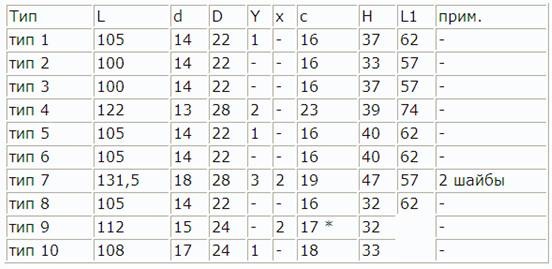 Тип L d D Y x c H L1 прим.
тип 1 105 14 22 1 - 16 37 62 -
тип 2 100 14 22 - - 16 33 57 -
тип 3 100 14 22 - - 16 37 57 -
тип 4 122 13 28 2 - 23 39 74 -
тип 5 105 14 22 1 - 16 40 62 -
тип 6 105 14 22 - - 16 40 62 -
тип 7 131,5 18 28 3 2 19 47 57 2 шайбы
тип 8 105 14 22 - - 16 32 62 -
тип 9 112 15 24 - 2 17 * 32 -
тип 10 108 17 24 1 - 18 33 -